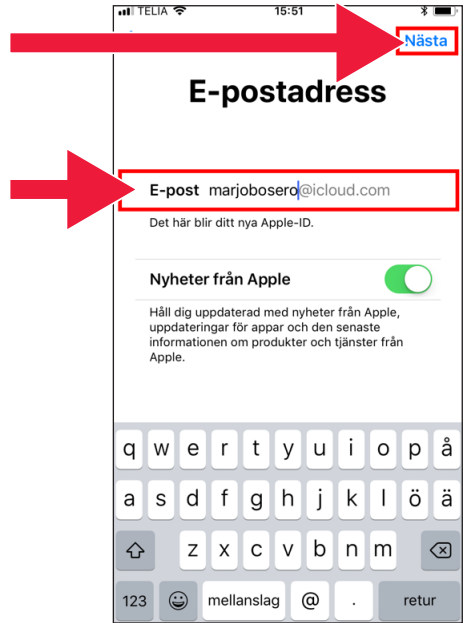 TELIA 15:51
Nästa
E-postadress
E-post marjobosero@icloud.com
Det här blir ditt nya Apple-ID.
Nyheter från Apple
Håll dig uppdaterad med nyheter från Apple,
uppdateringar för appar och den senaste
informationen om produkter och tjänster från
Apple.
q w e r t y u i o p å
a s d f g h j k l ö ä
z x c v b n m
123 mellanslag @ . retur